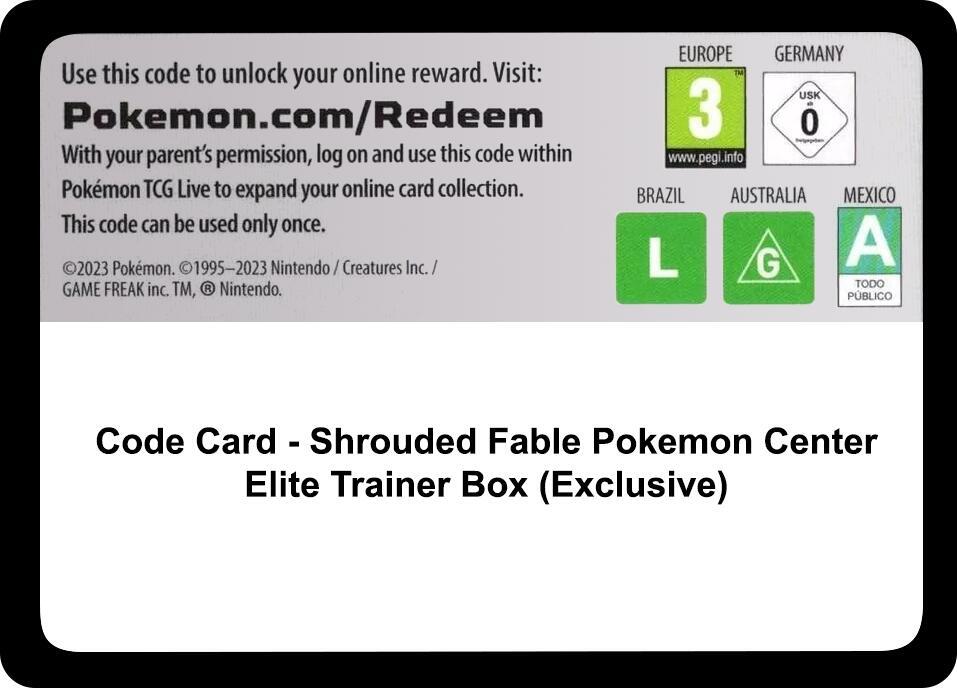 Use this code to unlock your online reward. Visit:
Pokemon.com/Redeem
With your parent's permission, log on and use this code within
Pokémon TCG Live to expand your online card collection.
This code can be used only once.
©2023 Pokémon. ©1995–2023 Nintendo / Creatures Inc. /
GAME FREAK inc. TM, ® Nintendo.
EUROPE
3
TM
www.pegi.info
GERMANY
USK
ab
0
freigegeben
BRAZIL
L
AUSTRALIA
G
MEXICO
A
TODO
PÚBLICO
Code Card - Shrouded Fable Pokemon Center
Elite Trainer Box (Exclusive)